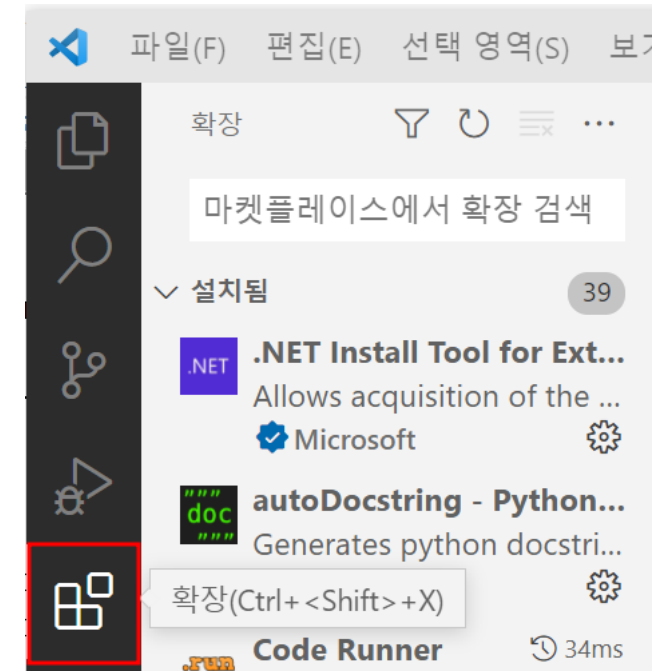 파일(F) 편집(E) 선택 영역(S)
확장
마켓플레이스에서 확장 검색
설치됨 39
.NET .NET Install Tool for Ext...
Allows acquisition of the ...
Microsoft
""" autoDocstring - Python...
doc Generates python docstri...
"""
확장(Ctrl+<Shift>+X)
.run Code Runner 34ms